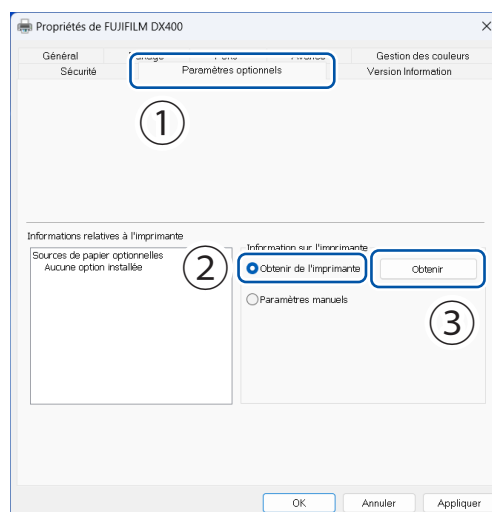 Propriétés de FUJIFILM DX400
Général Gestion des couleurs
Sécurité Paramètres optionnels Version Information
1
Informations relatives à l'imprimante
Sources de papier optionnelles
Aucune option installée
2
Information sur l'imprimante
Obtenir de l'imprimante Obtenir
Paramètres manuels
3
OK Annuler Appliquer